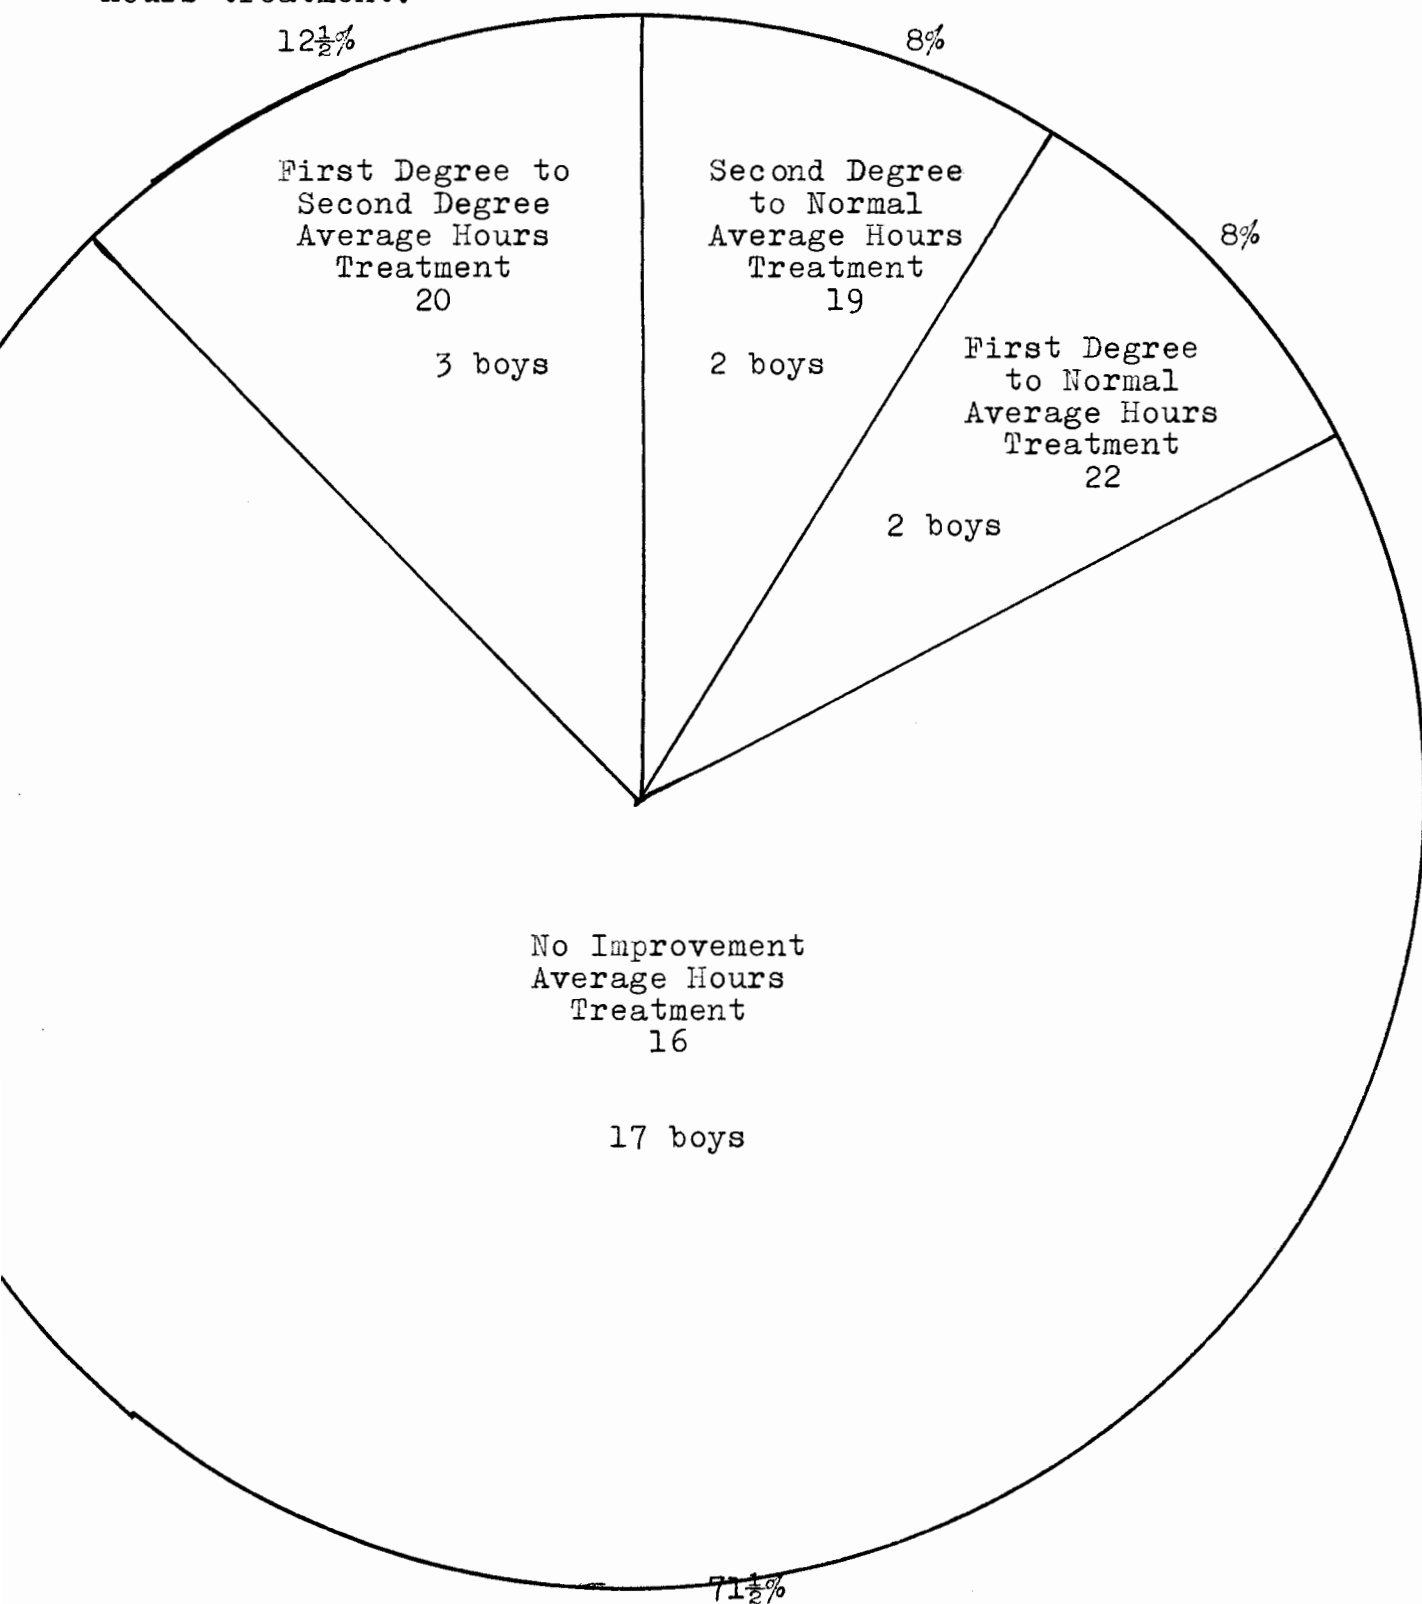 hours treatment.
12½%
8%
First Degree to
Second Degree
Average Hours
Treatment
20
3 boys
Second Degree
to Normal
Average Hours
Treatment
19
2 boys
8%
First Degree
to Normal
Average Hours
Treatment
22
2 boys
No Improvement
Average Hours
Treatment
16
17 boys
71½%